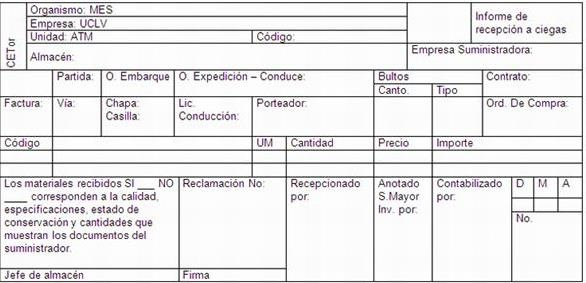 CETor
Organismo: MES
Empresa: UCLV
Unidad: ATM Código:
Almacén:
Informe de
recepción a ciegas
Empresa Suministradora:
Partida: O. Embarque O. Expedición – Conduce: Bultos Contrato:
Canto. Tipo
Factura: Vía: Chapa: Lic. Porteador: Ord. De Compra:
Casilla: Conducción:
Código UM Cantidad Precio Importe
Los materiales recibidos SI ___ NO
____ corresponden a la calidad,
especificaciones, estado de
conservación y cantidades que
muestran los documentos del
suministrador.
Reclamación No:
Recepcionado
por:
Anotado
S.Mayor
Inv. por:
Contabilizado
por:
D M A
No.
Jefe de almacén Firma